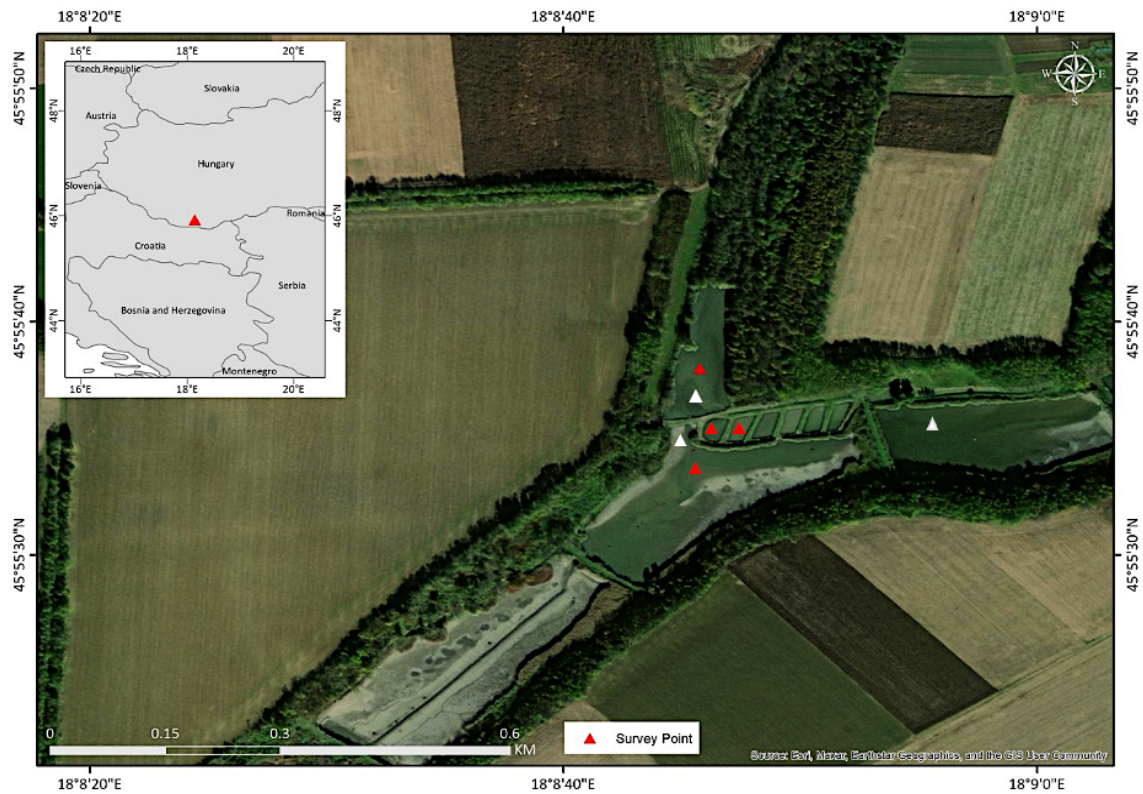 18°8'20"E 18°8'40"E 18°9'0"E
16°E 18°E 20°E
Czech Republic
Slovakia
48°N 48°N
Austria
Hungary
Slovenia
46°N Romania 46°N
Croatia
Serbia
Bosnia and Herzegovina
44°N 44°N
Montenegro
16°E 18°E 20°E
N
W E
S
45°55'50"N 45°55'50"N
45°55'40"N 45°55'40"N
45°55'30"N 45°55'30"N
0 0.15 0.3 0.6
KM
Survey Point
Source: Esri, Maxar, Earthstar Geographics, and the GIS User Community
18°8'20"E 18°8'40"E 18°9'0"E